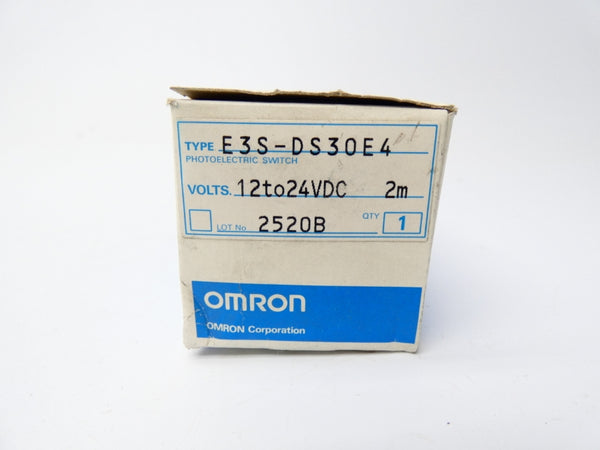 TYPE E3S-DS30E4
PHOTOELECTRIC SWITCH
VOLTS. 12to24VDC 2m
LOT No 2520B QTY 1
OMRON
OMRON Corporation